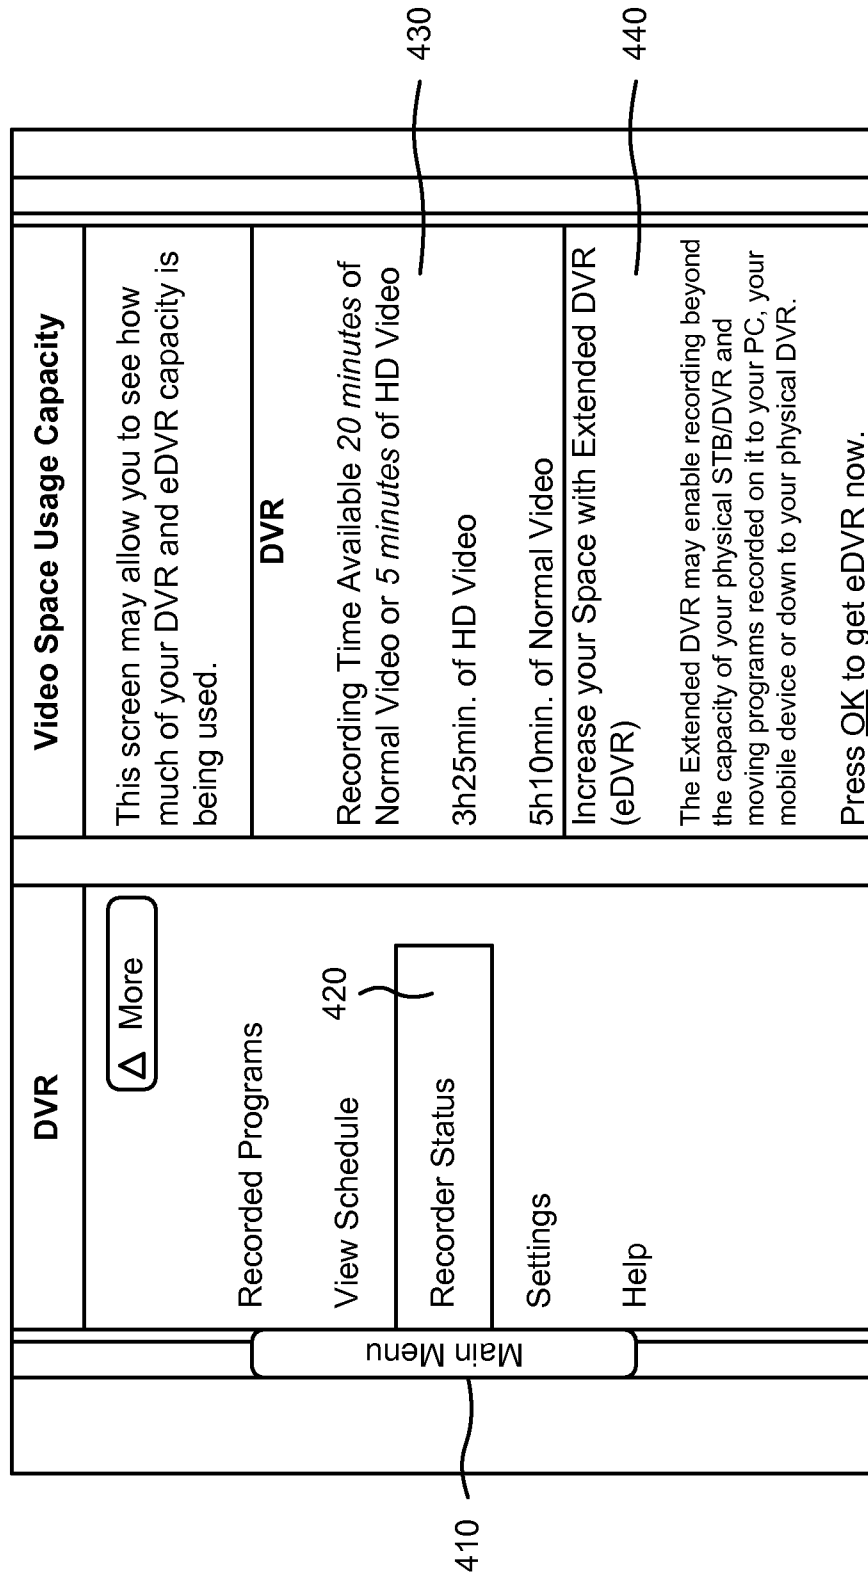 DVR
Δ More
Recorded Programs
View Schedule
420
Recorder Status
Settings
Help
Main Menu
410
Video Space Usage Capacity
This screen may allow you to see how
much of your DVR and eDVR capacity is
being used.
DVR
Recording Time Available 20 minutes of
Normal Video or 5 minutes of HD Video
3h25min. of HD Video
5h10min. of Normal Video
430
Increase your Space with Extended DVR
(eDVR)
440
The Extended DVR may enable recording beyond
the capacity of your physical STB/DVR and
moving programs recorded on it to your PC, your
mobile device or down to your physical DVR.
Press OK to get eDVR now.